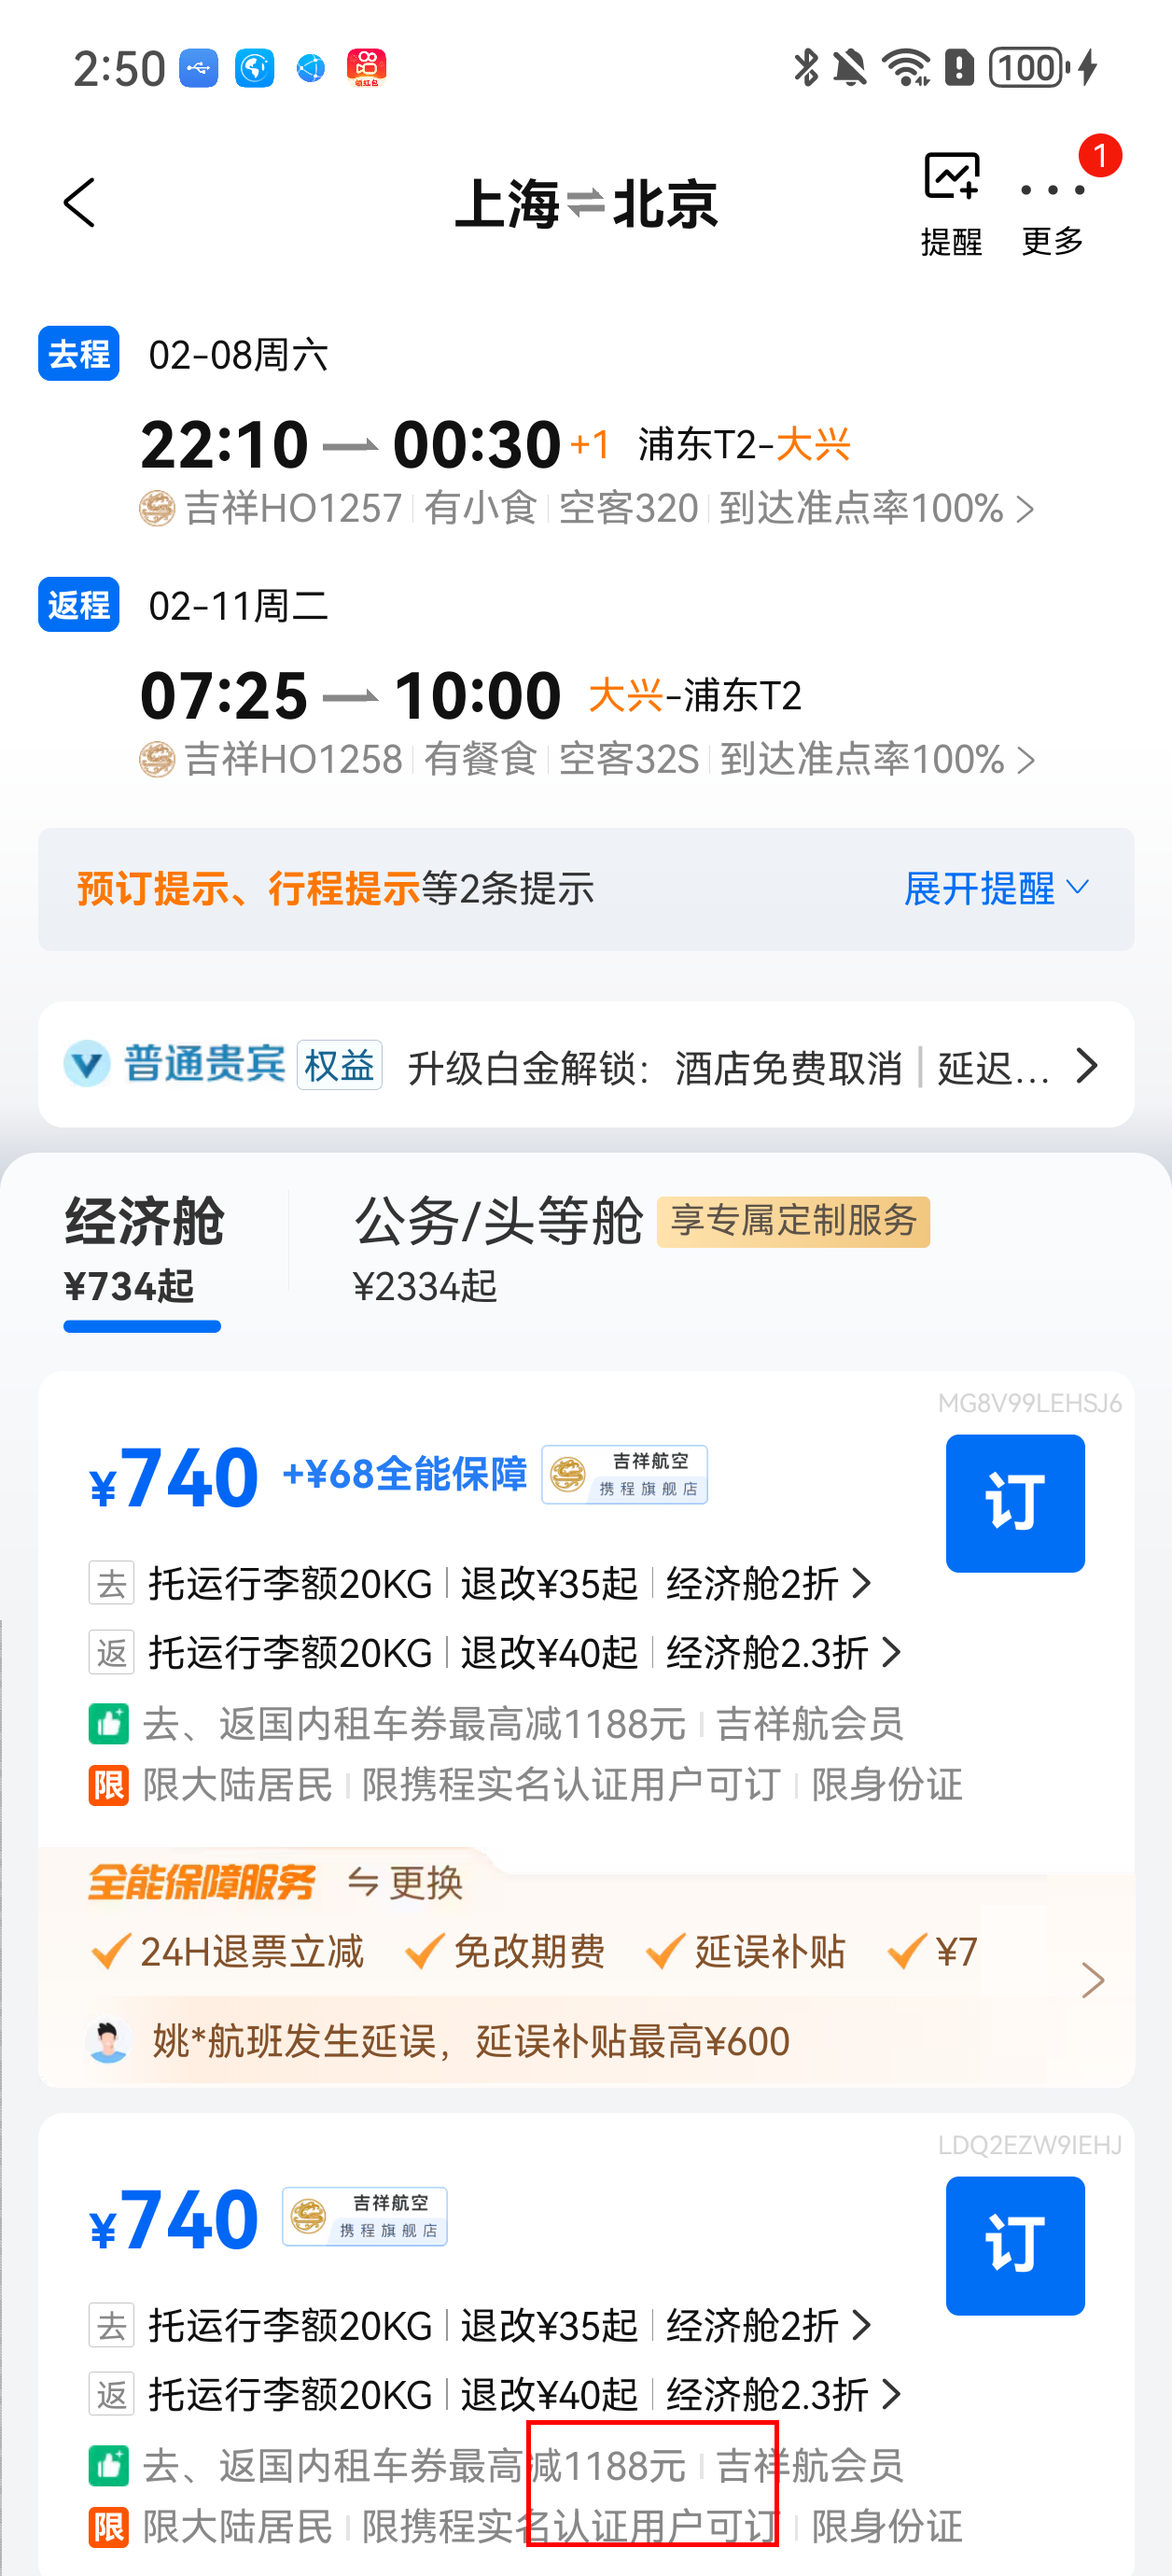 2:50
领红包
100
上海⇌北京
提醒
更多
1
去程 02-08周六
22:10 00:30 +1 浦东T2-大兴
吉祥HO1257 有小食 空客320 到达准点率100%
返程 02-11周二
07:25 10:00 大兴-浦东T2
吉祥HO1258 有餐食 空客32S 到达准点率100%
预订提示、行程提示等2条提示 展开提醒
普通贵宾 权益 升级白金解锁：酒店免费取消 | 延迟...
经济舱 公务/头等舱 享专属定制服务
¥734起 ¥2334起
MG8V99LEHSJ6
¥740 +¥68全能保障 吉祥航空 携程旗舰店 订
去 托运行李额20KG 退改¥35起 经济舱2折
返 托运行李额20KG 退改¥40起 经济舱2.3折
去、返国内租车券最高减1188元 吉祥航会员
限 限大陆居民 限携程实名认证用户可订 限身份证
全能保障服务 更换
24H退票立减 免改期费 延误补贴 ¥7
姚*航班发生延误，延误补贴最高¥600
LDQ2EZW9IEHJ
¥740 吉祥航空 携程旗舰店 订
去 托运行李额20KG 退改¥35起 经济舱2折
返 托运行李额20KG 退改¥40起 经济舱2.3折
去、返国内租车券最高减1188元 吉祥航会员
限 限大陆居民 限携程实名认证用户可订 限身份证